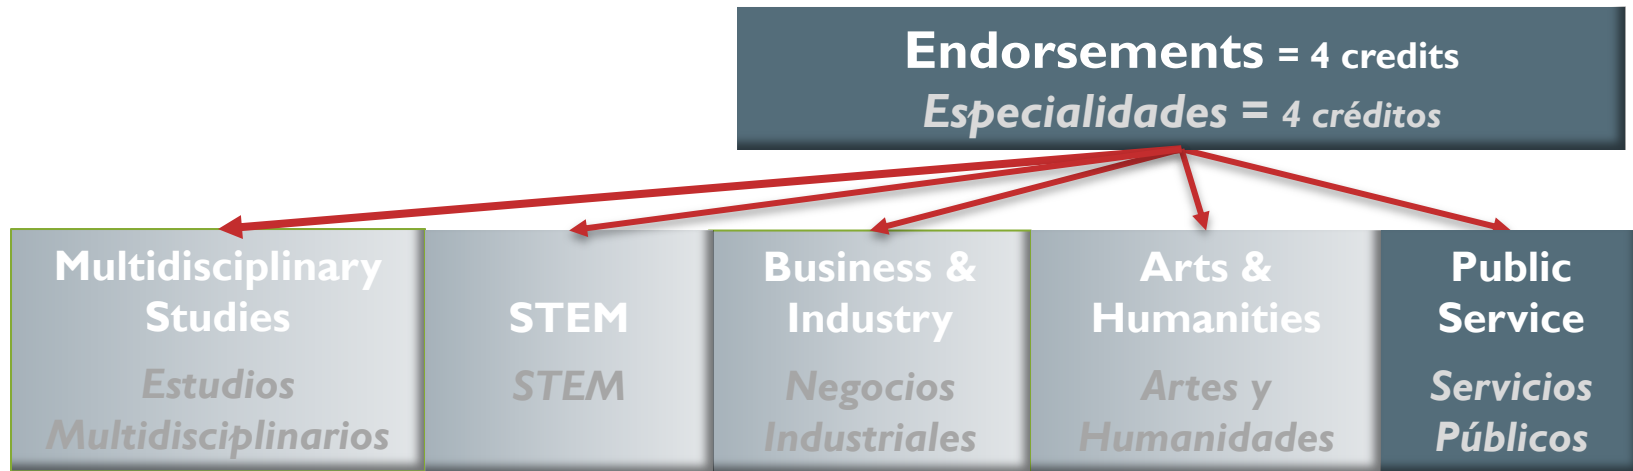 Endorsements = 4 credits
Especialidades = 4 créditos
Multidisciplinary
Studies
Estudios
Multidisciplinarios
STEM
STEM
Business &
Industry
Negocios
Industriales
Arts &
Humanities
Artes y
Humanidades
Public
Service
Servicios
Públicos